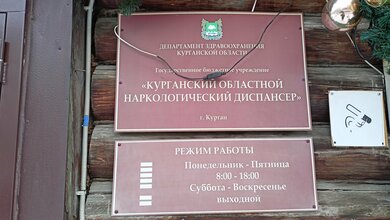 ДЕПАРТАМЕНТ ЗДРАВООХРАНЕНИЯ
КУРГАНСКОЙ ОБЛАСТИ
Государственное бюджетное учреждение
«КУРГАНСКИЙ ОБЛАСТНОЙ
НАРКОЛОГИЧЕСКИЙ ДИСПАНСЕР»
г. Курган
РЕЖИМ РАБОТЫ
Понедельник - Пятница
8:00 - 18:00
Суббота - Воскресенье
выходной